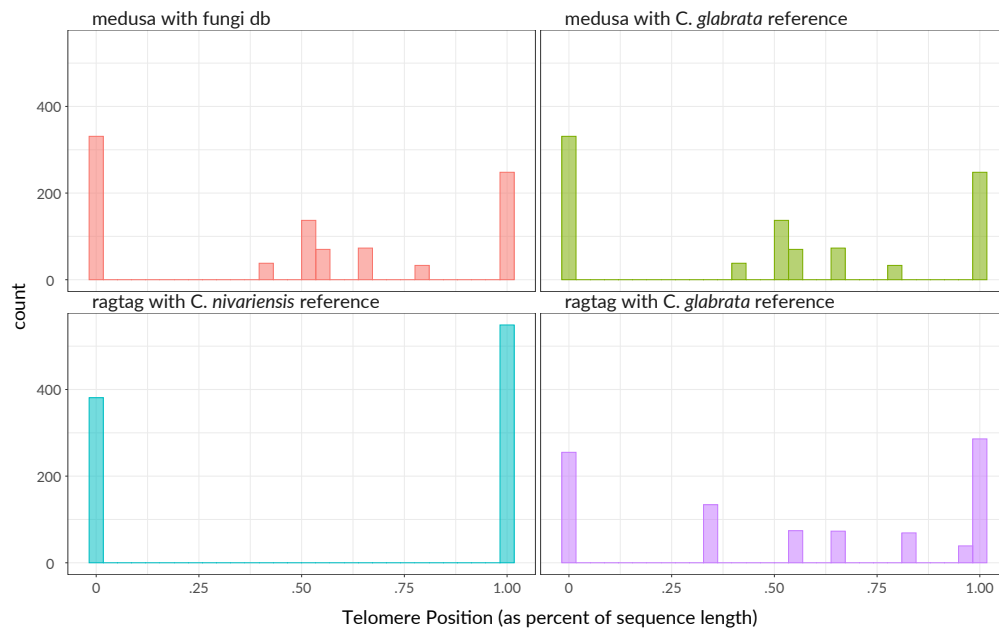 medusa with fungi db
medusa with C. glabrata reference
400
200
0
ragtag with C. nivariensis reference
ragtag with C. glabrata reference
400
200
0
count
0 .25 .50 .75 1.00
0 .25 .50 .75 1.00
Telomere Position (as percent of sequence length)